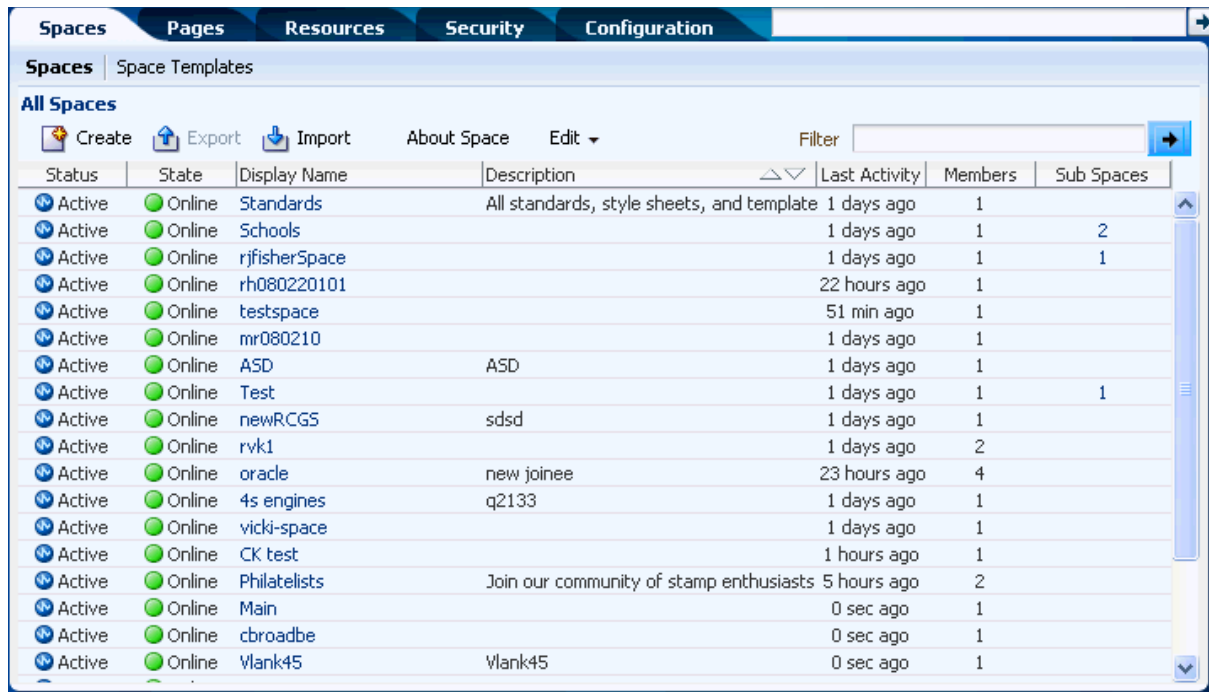 Spaces Pages Resources Security Configuration
Spaces Space Templates
All Spaces
Create Export Import About Space Edit Filter
Status State Display Name Description Last Activity Members Sub Spaces
Active Online Standards All standards, style sheets, and template 1 days ago 1
Active Online Schools 1 days ago 1 2
Active Online rjfisherSpace 1 days ago 1 1
Active Online rh080220101 22 hours ago 1
Active Online testspace 51 min ago 1
Active Online mr080210 1 days ago 1
Active Online ASD ASD 1 days ago 1
Active Online Test 1 days ago 1 1
Active Online newRCGS sdsd 1 days ago 1
Active Online rvk1 1 days ago 2
Active Online oracle new joinee 23 hours ago 4
Active Online 4s engines q2133 1 days ago 1
Active Online vicki-space 1 days ago 1
Active Online CK test 1 hours ago 1
Active Online Philatelists Join our community of stamp enthusiasts 5 hours ago 2
Active Online Main 0 sec ago 1
Active Online cbroadbe 0 sec ago 1
Active Online Vlank45 Vlank45 0 sec ago 1